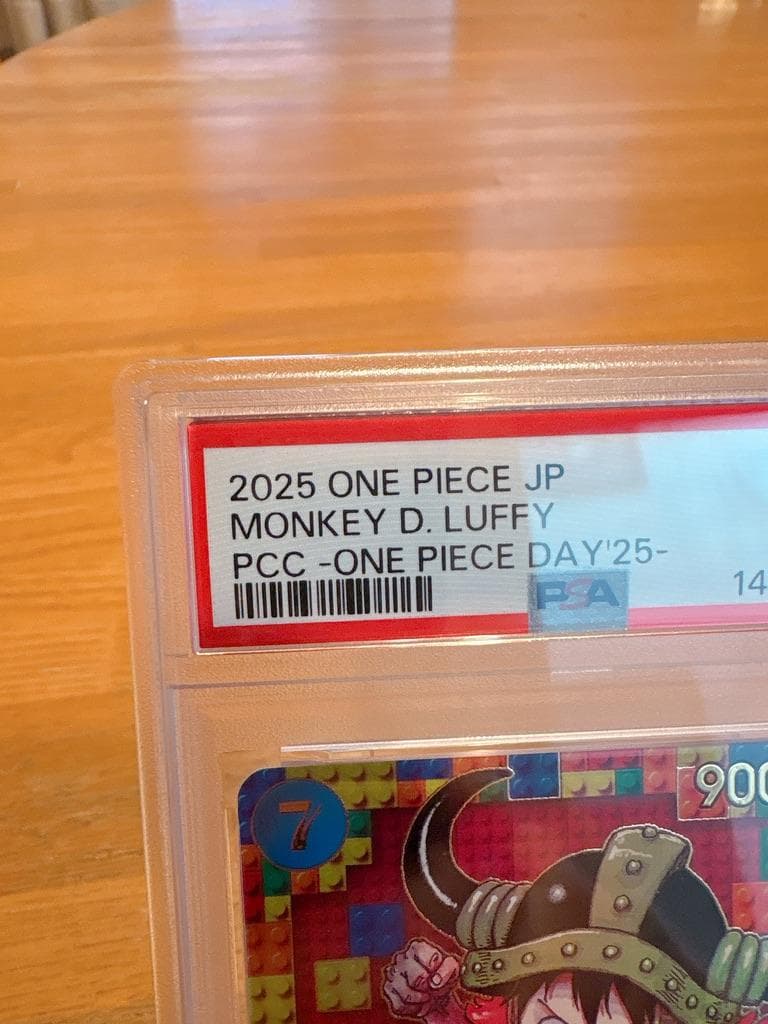 2025 ONE PIECE JP
MONKEY D. LUFFY
PCC -ONE PIECE DAY'25-
PSA
14
7
900